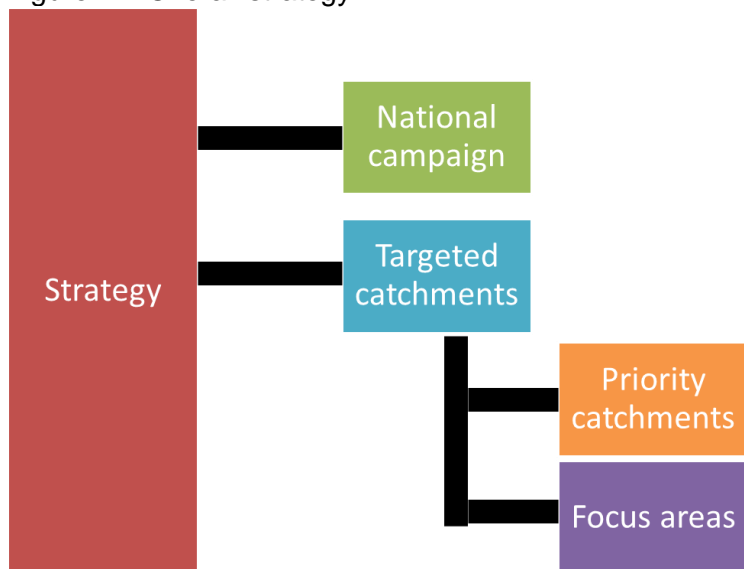 Strategy
National
campaign
Targeted
catchments
Priority
catchments
Focus areas